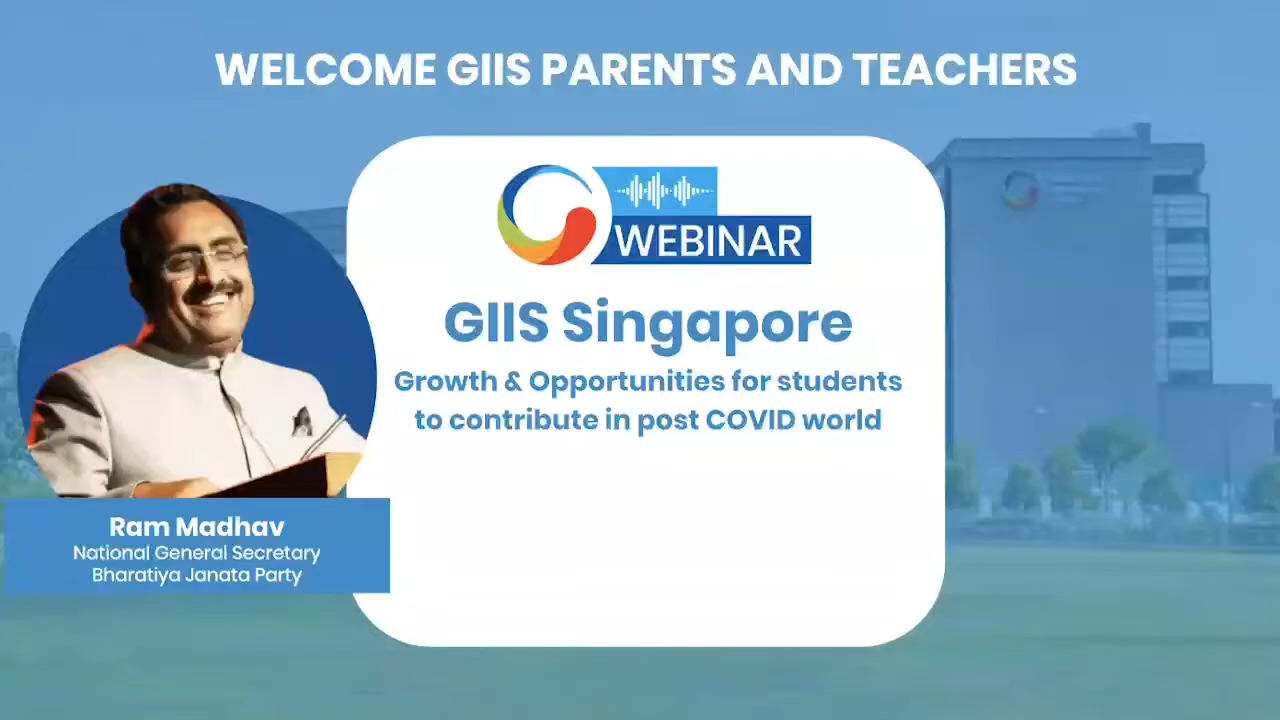 WELCOME GIIS PARENTS AND TEACHERS
WEBINAR
GIIS Singapore
Growth & Opportunities for students
to contribute in post COVID world
Ram Madhav
National General Secretary
Bharatiya Janata Party